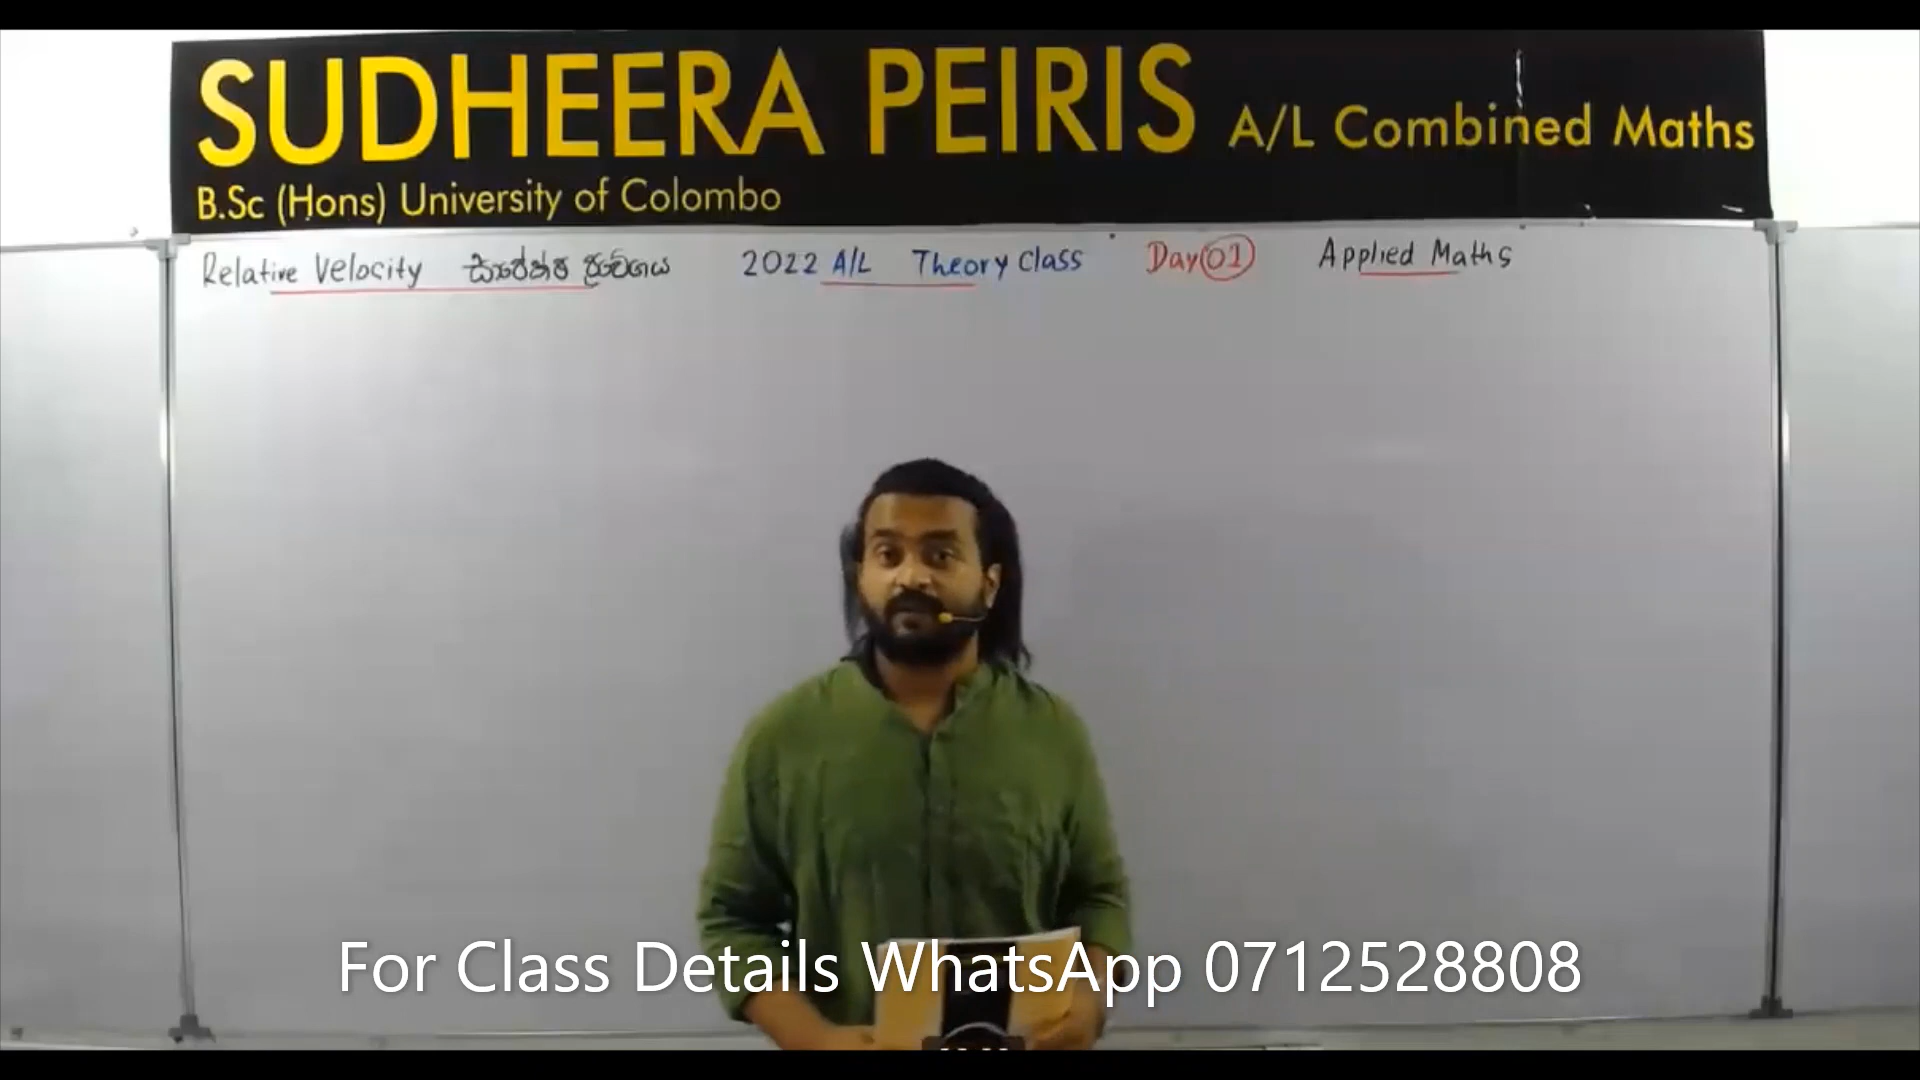 SUDHEERA PEIRIS A/L Combined Maths
B.Sc (Hons) University of Colombo
Relative Velocity සාපේක්ෂ ප්‍රවේගය 2022 A/L Theory Class Day 01 Applied Maths
For Class Details WhatsApp 0712528808